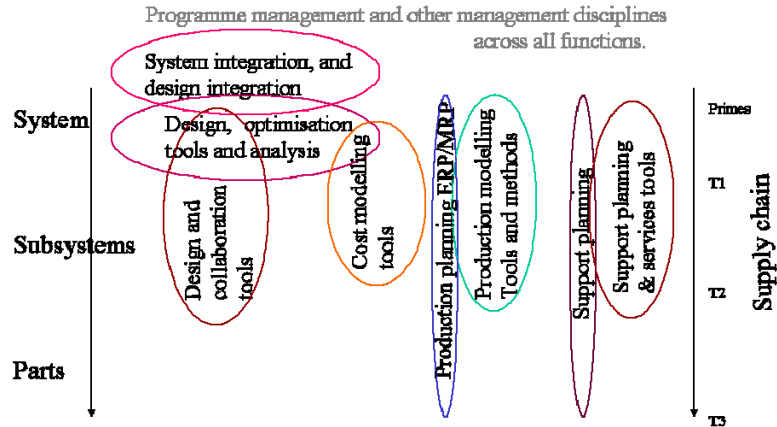 Programme management and other management disciplines
across all functions.
System integration, and
design integration
System
Design, optimisation
tools and analysis
Primes
Design and
collaboration
tools
Cost modelling
tools
Production planning ERP/MRP
Production modelling
Tools and methods
Support planning
Support planning
& services tools
T1
Subsystems
Supply chain
T2
Parts
T3